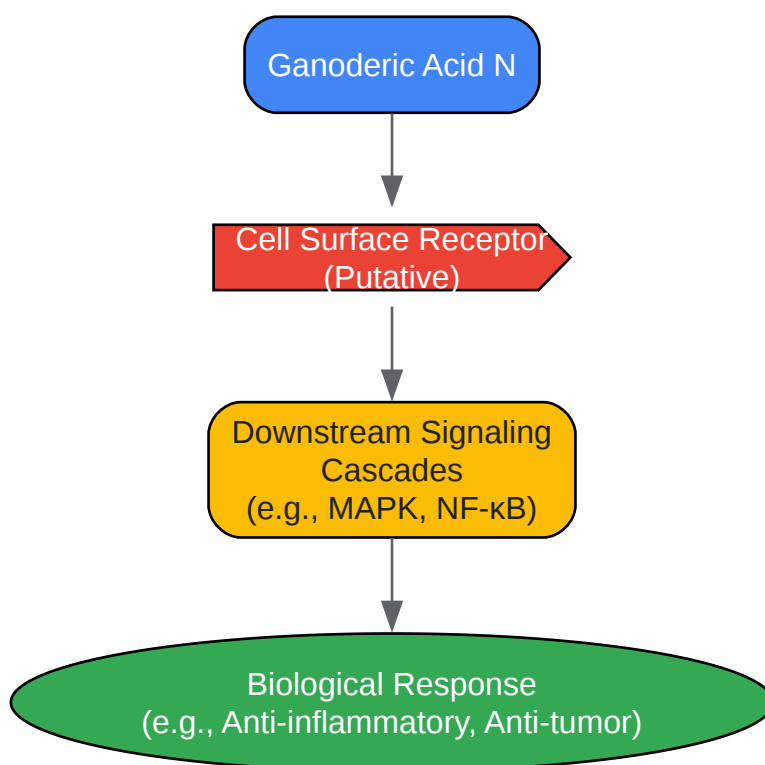 Ganoderic Acid N
Cell Surface Receptor
(Putative)
Downstream Signaling
Cascades
(e.g., MAPK, NF-κB)
Biological Response
(e.g., Anti-inflammatory, Anti-tumor)